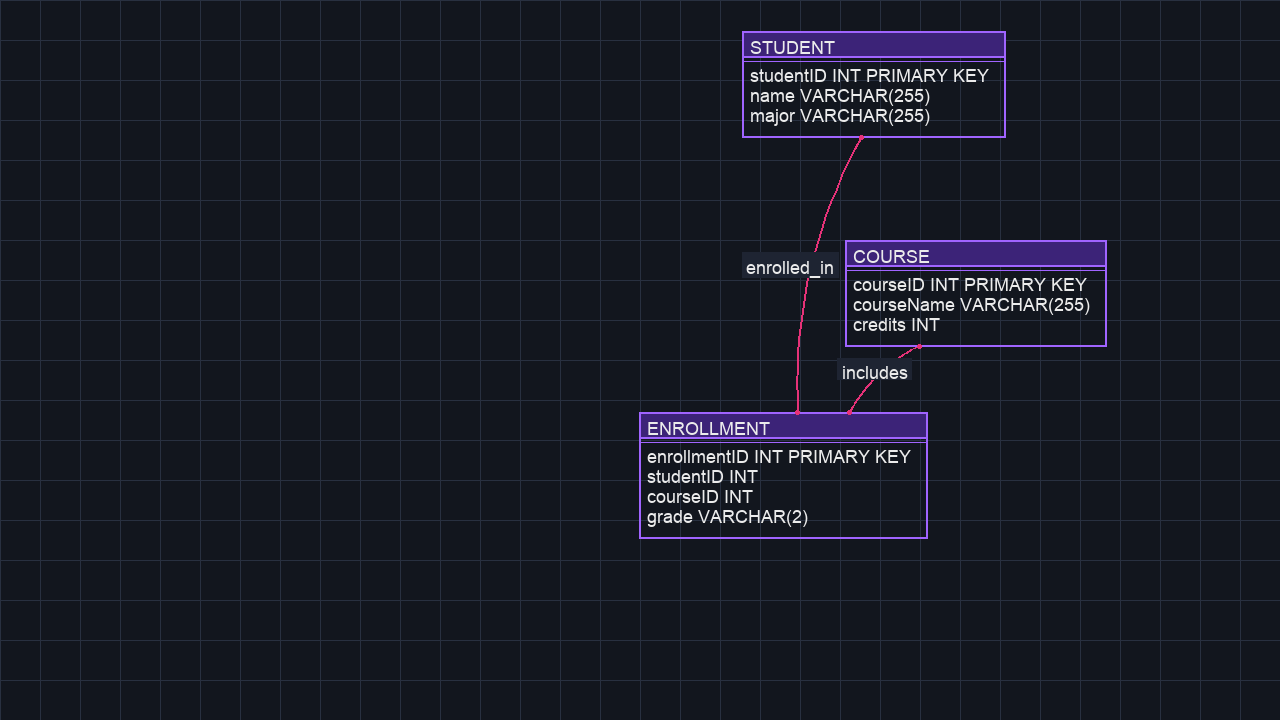 STUDENT
studentID INT PRIMARY KEY
name VARCHAR(255)
major VARCHAR(255)
enrolled_in
COURSE
courseID INT PRIMARY KEY
courseName VARCHAR(255)
credits INT
includes
ENROLLMENT
enrollmentID INT PRIMARY KEY
studentID INT
courseID INT
grade VARCHAR(2)